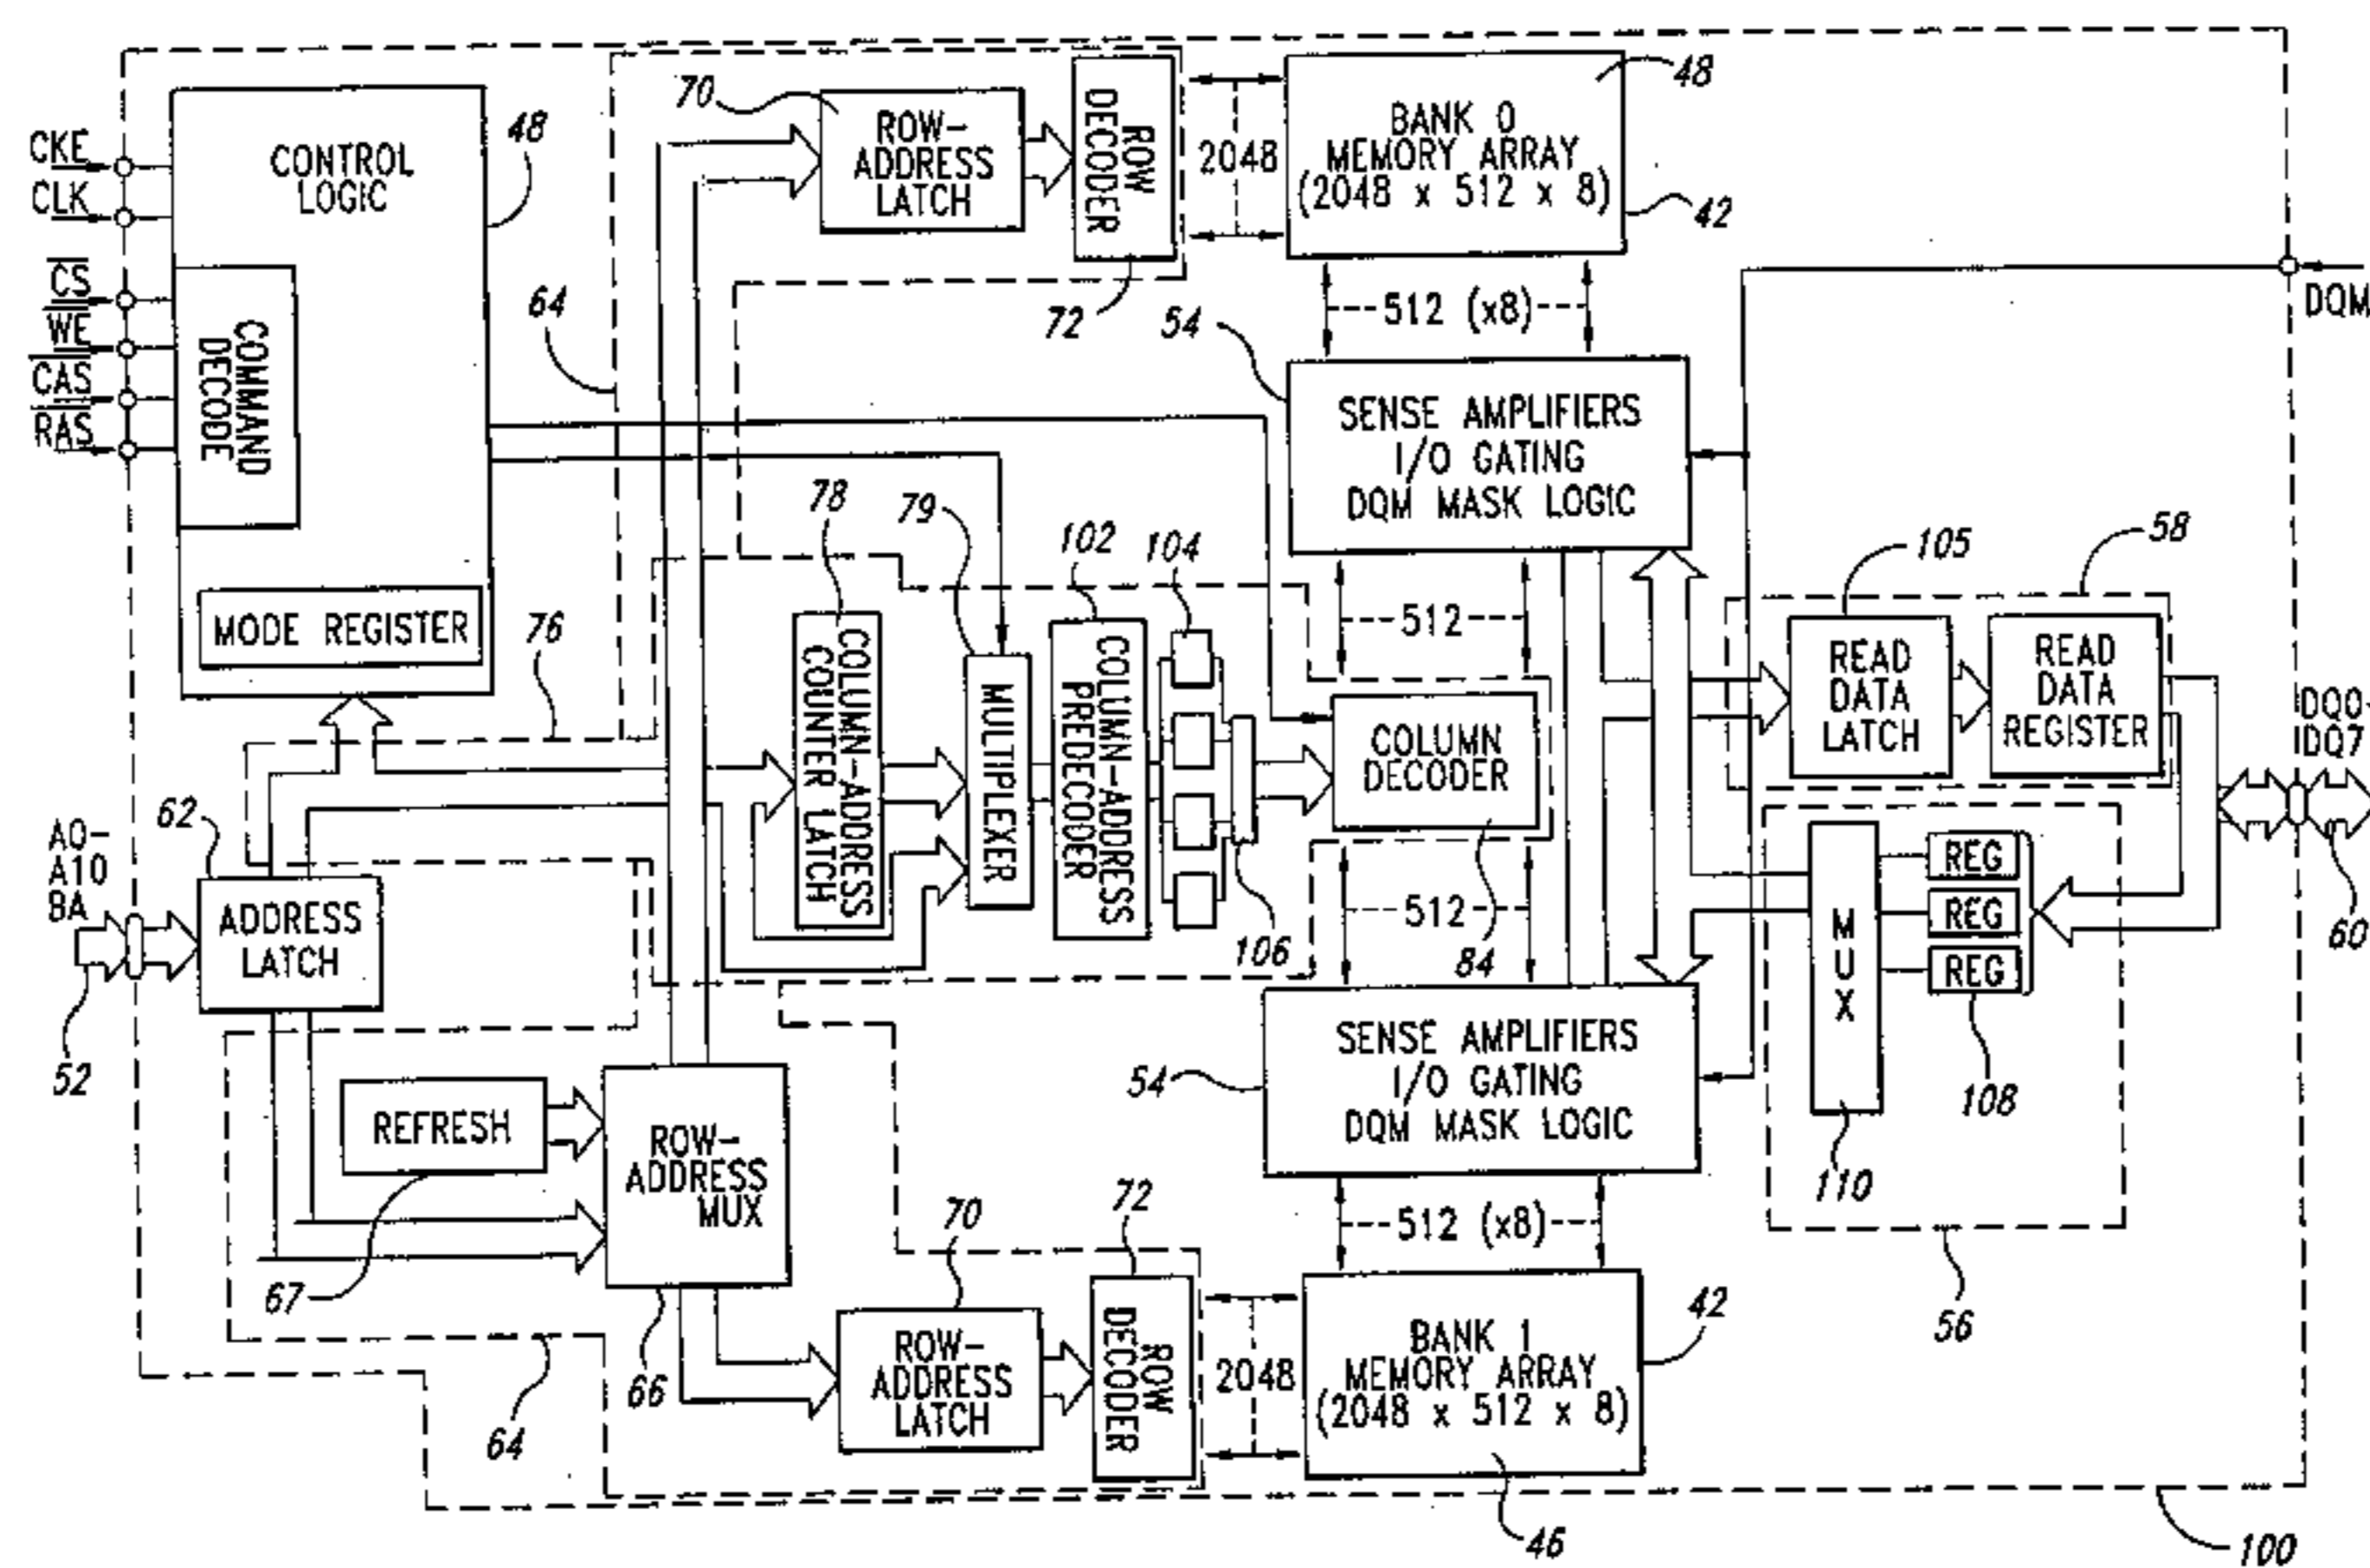 CKE
CLK
CS
WE
CAS
RAS
CONTROL
LOGIC
48
COMMAND
DECODE
MODE REGISTER
76
64
70
ROW-
ADDRESS
LATCH
ROW
DECODER
72
2048
BANK 0
MEMORY ARRAY
(2048 x 512 x 8)
48
42
512 (x8)
54
SENSE AMPLIFIERS
I/O GATING
DQM MASK LOGIC
DQM
78
COLUMN-ADDRESS
COUNTER LATCH
79
MULTIPLEXER
102
COLUMN-ADDRESS
PREDECODER
104
106
512
COLUMN
DECODER
84
512
105
READ
DATA
LATCH
58
READ
DATA
REGISTER
DQ0-
DQ7
60
MUX
REG
REG
REG
108
110
56
A0-
A10
BA
52
62
ADDRESS
LATCH
REFRESH
67
ROW-
ADDRESS
MUX
66
64
54
SENSE AMPLIFIERS
I/O GATING
DQM MASK LOGIC
512 (x8)
70
ROW-
ADDRESS
LATCH
72
ROW
DECODER
2048
BANK 1
MEMORY ARRAY
(2048 x 512 x 8)
42
46
100